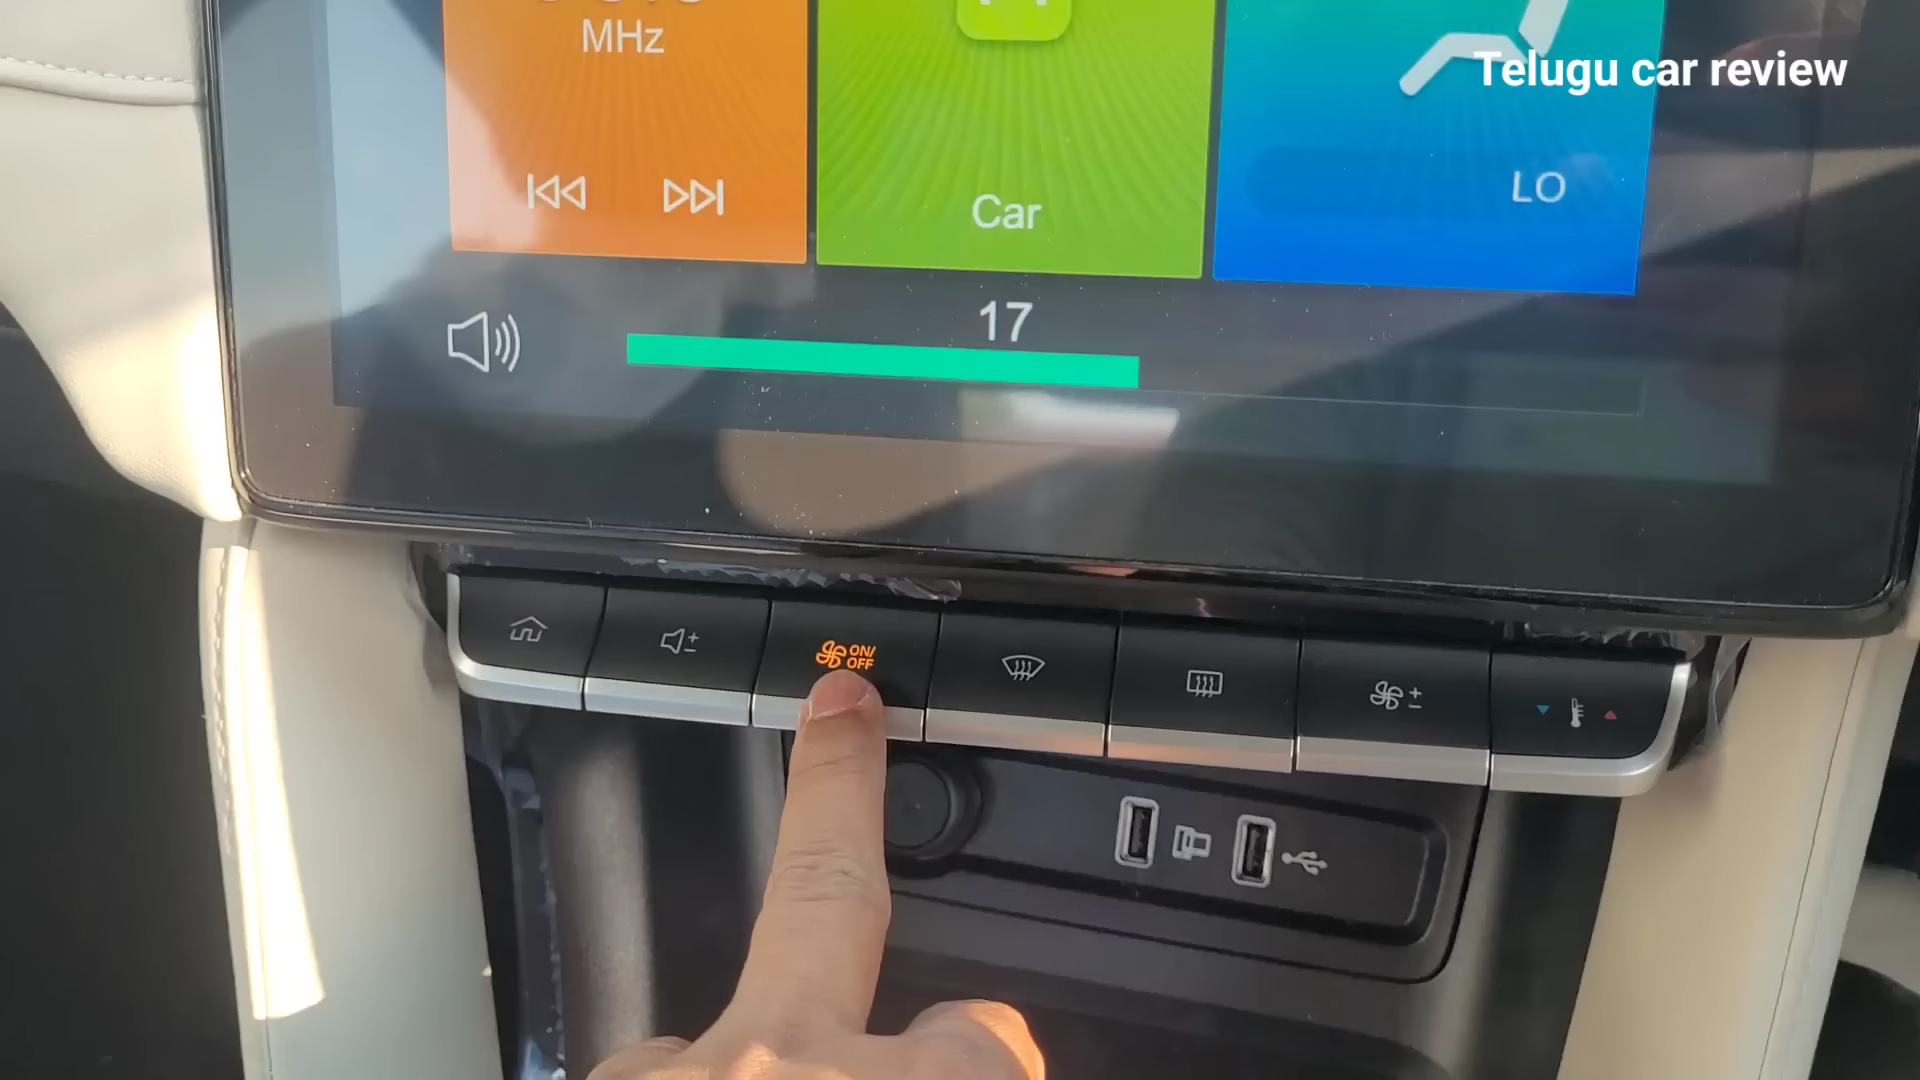 MHz
Telugu car review
LO
Car
17
ON/
OFF